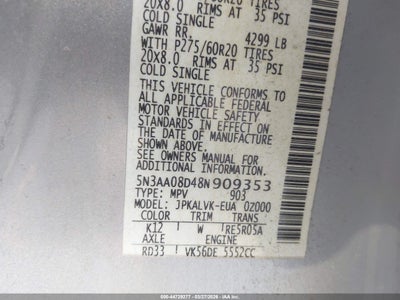 20x8.0 RIMS AT 35 PSI
COLD SINGLE
GAWR RR. 4299 LB
WITH P275/60R20 TIRES
20x8.0 RIMS AT 35 PSI
COLD SINGLE
THIS VEHICLE CONFORMS TO
ALL APPLICABLE FEDERAL
MOTOR VEHICLE SAFETY
STANDARDS IN EFFECT ON
THE DATE OF MANUFACTURE
SHOWN ABOVE.
SEE OWNERS MANUAL FOR
FURTHER INFORMATION.
5N3AA08D48N909353
TYPE: MPV 903
MODEL: JPKALVK-EUA 0Z000
COLOR TRIM TRANS
K12 W RE5R05A
AXLE ENGINE
RD33 VK56DE 5552CC